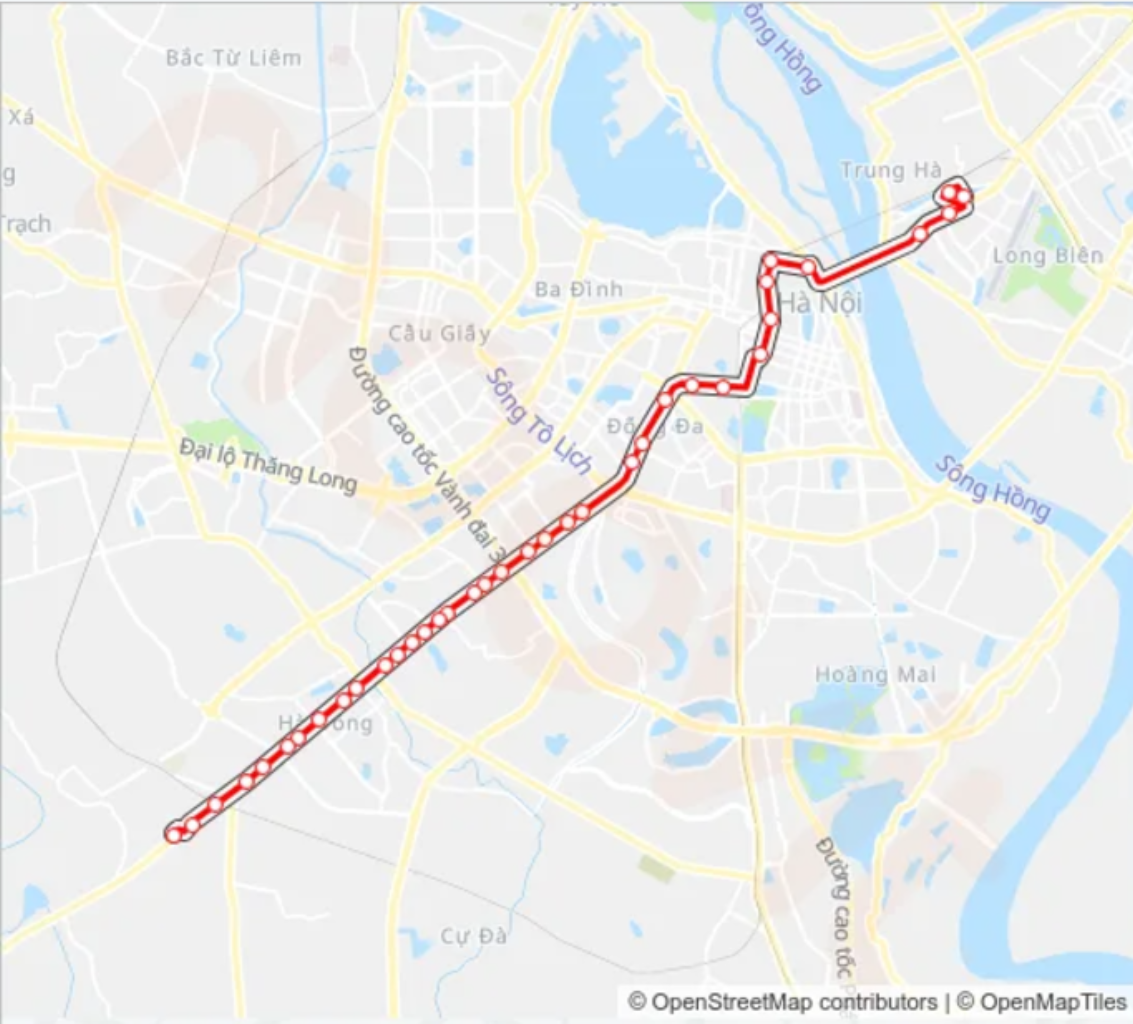 Sông Hồng
Bắc Từ Liêm
Xá
Trung Hà
g
Trạch
Long Biên
Ba Đình
Hà Nội
Cầu Giấy
Đường cao tốc Vành đai 3
Sông Tô Lịch
Đống Đa
Đại lộ Thăng Long
Sông Hồng
Hoàng Mai
Hà Đông
Đường cao tốc P
Cự Đà
© OpenStreetMap contributors | © OpenMapTiles